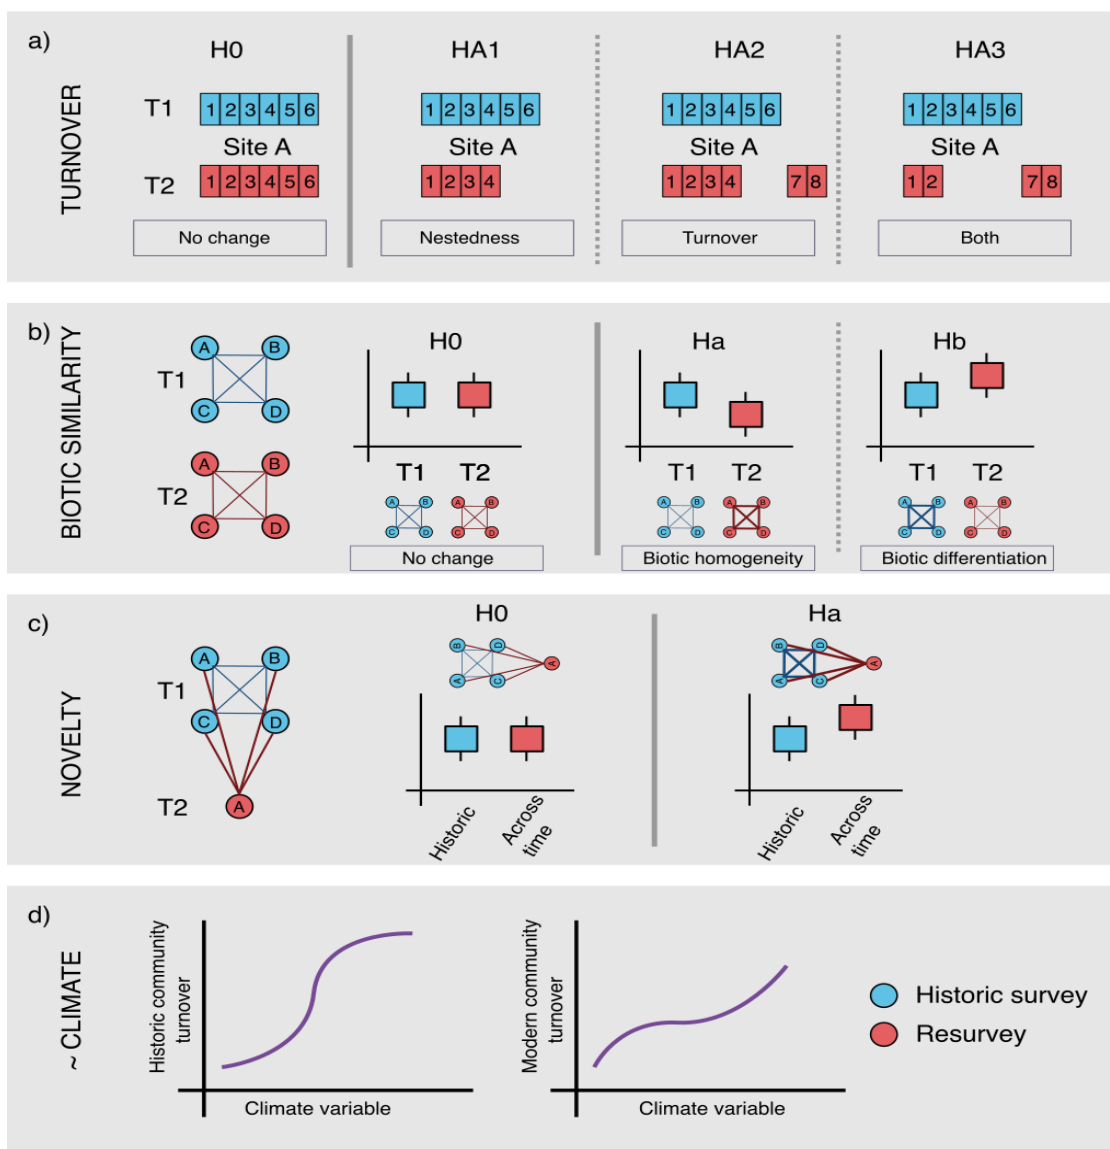 a)
TURNOVER
H0 HA1 HA2 HA3
T1 1 2 3 4 5 6 1 2 3 4 5 6 1 2 3 4 5 6 1 2 3 4 5 6
Site A Site A Site A Site A
T2 1 2 3 4 5 6 1 2 3 4 1 2 3 4 7 8 1 2 7 8
No change Nestedness Turnover Both
b)
BIOTIC SIMILARITY
H0 Ha Hb
A B
T1
C D
A B
T2
C D
T1 T2 T1 T2 T1 T2
A B A B A B A B A B A B
C D C D C D C D C D C D
No change Biotic homogeneity Biotic differentiation
c)
NOVELTY
H0 Ha
A B
T1
C D
T2 A
B D B D
A A
A C A C
Historic Across time Historic Across time
d)
~ CLIMATE
Historic community
turnover
Climate variable
Modern community
turnover
Climate variable
Historic survey
Resurvey